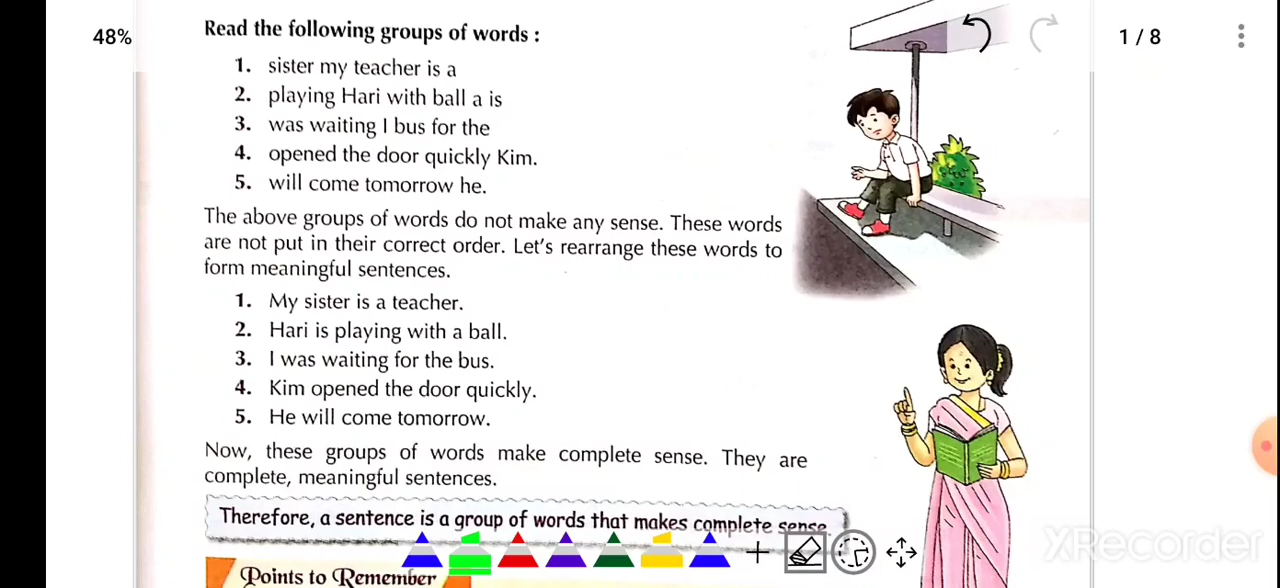 48%
1 / 8
Read the following groups of words :
1. sister my teacher is a
2. playing Hari with ball a is
3. was waiting I bus for the
4. opened the door quickly Kim.
5. will come tomorrow he.
The above groups of words do not make any sense. These words
are not put in their correct order. Let's rearrange these words to
form meaningful sentences.
1. My sister is a teacher.
2. Hari is playing with a ball.
3. I was waiting for the bus.
4. Kim opened the door quickly.
5. He will come tomorrow.
Now, these groups of words make complete sense. They are
complete, meaningful sentences.
Therefore, a sentence is a group of words that makes complete sense.
Points to Remember
XRecorder